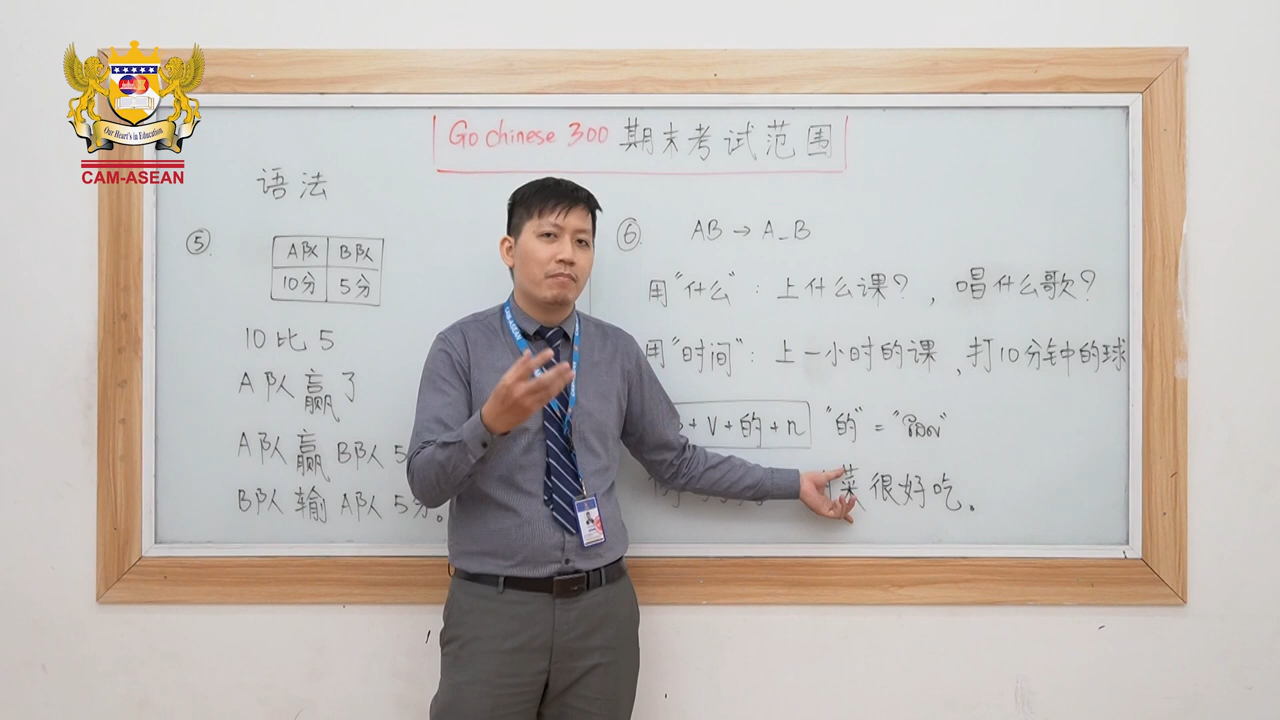 Our Heart's in Education
CAM-ASEAN
Go chinese 300 期末考试范围
语法
⑤.
A队 B队
10分 5分
10 比 5
A队 赢 了
A队 赢 B队 5
B队 输 A队 5分。
⑥. AB → A_B
用"什么": 上什么课?, 唱什么歌?
用"时间": 上一小时的课, 打10分钟的球
+ V + 的 + n "的" =
菜很好吃.
CAM-ASEAN